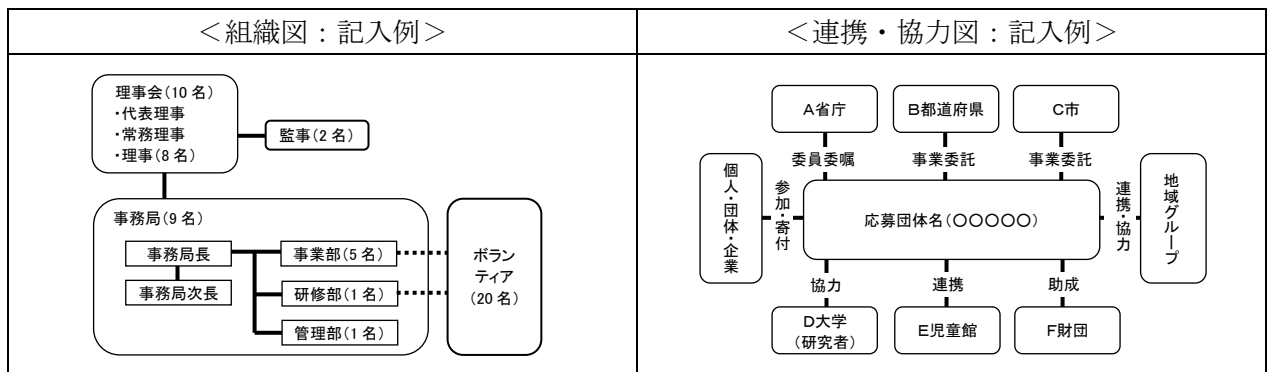 ＜組織図：記入例＞
理事会(10名)
・代表理事
・常務理事
・理事(8名)
監事(2名)
事務局(9名)
事務局長
事務局次長
事業部(5名)
研修部(1名)
管理部(1名)
ボラン
ティア
(20名)
＜連携・協力図：記入例＞
A省庁
B都道府県
C市
委員委嘱
事業委託
事業委託
個人・団体・企業
参加・寄付
応募団体名(〇〇〇〇〇)
連携・協力
地域グループ
協力
連携
助成
D大学
(研究者)
E児童館
F財団